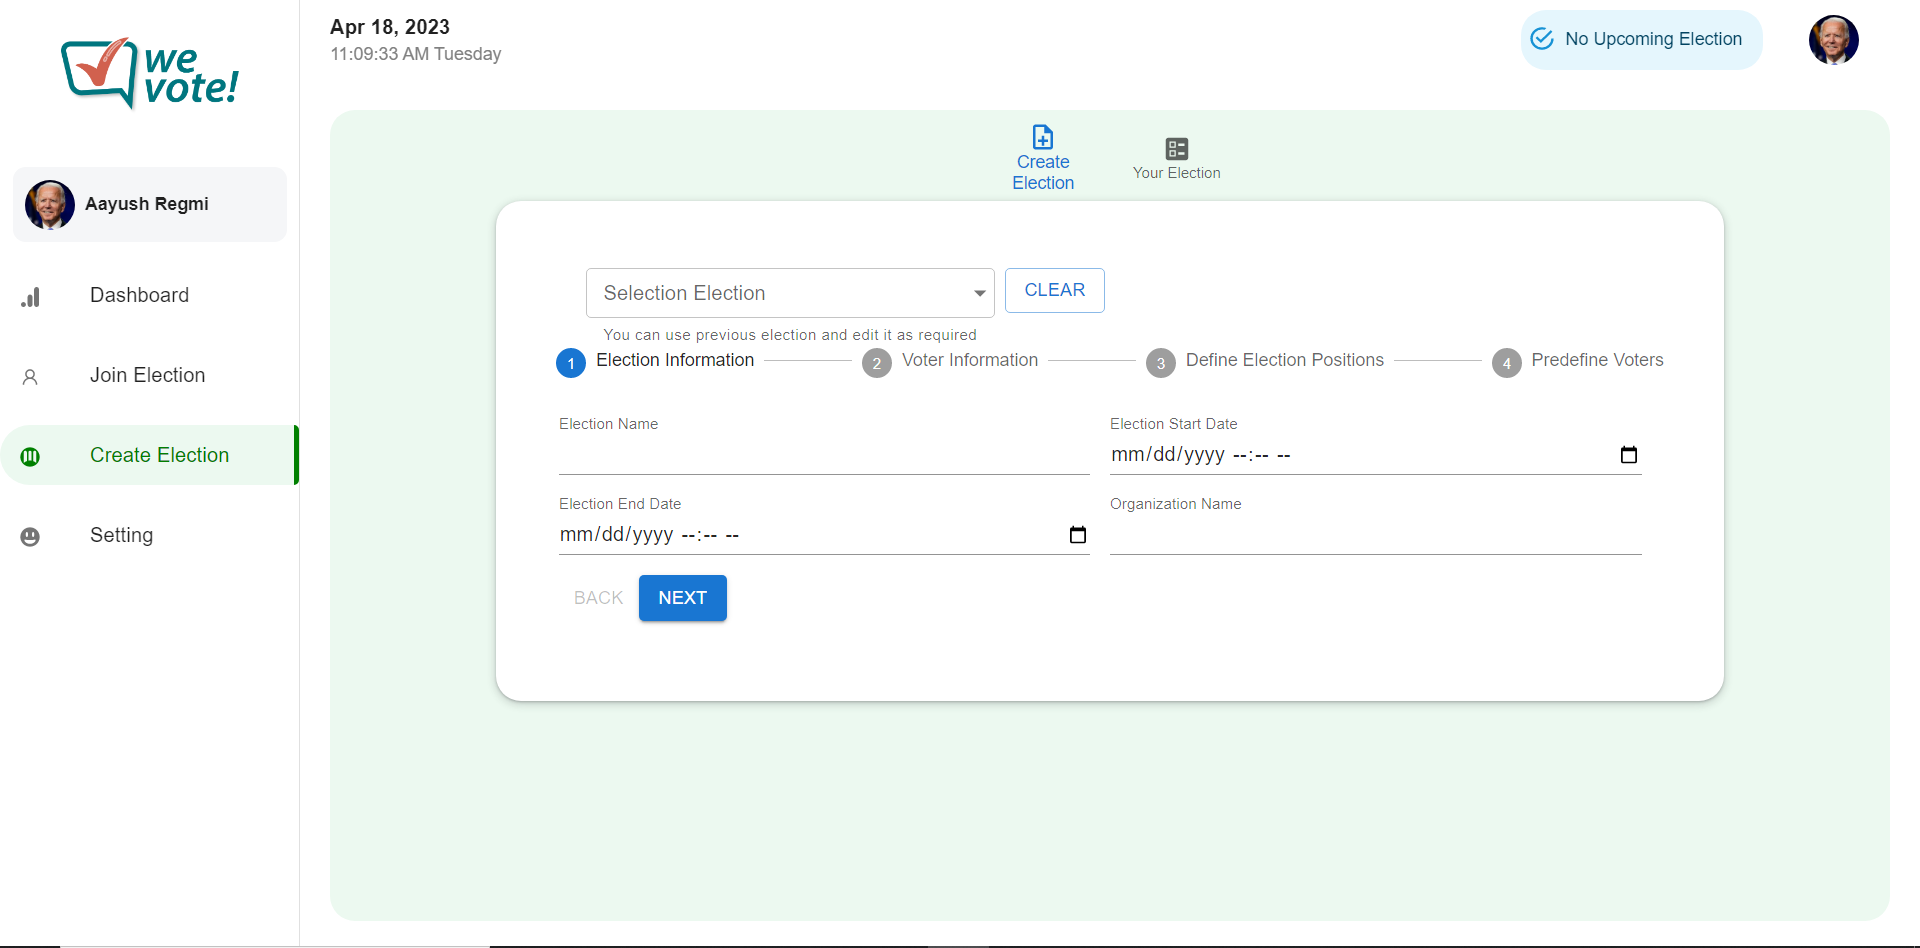 we
vote!
Aayush Regmi
Dashboard
Join Election
Create Election
Setting
Apr 18, 2023
11:09:33 AM Tuesday
No Upcoming Election
Create
Election
Your Election
Selection Election
CLEAR
You can use previous election and edit it as required
1 Election Information
2 Voter Information
3 Define Election Positions
4 Predefine Voters
Election Name
Election Start Date
mm/dd/yyyy --:-- --
Election End Date
mm/dd/yyyy --:-- --
Organization Name
BACK
NEXT